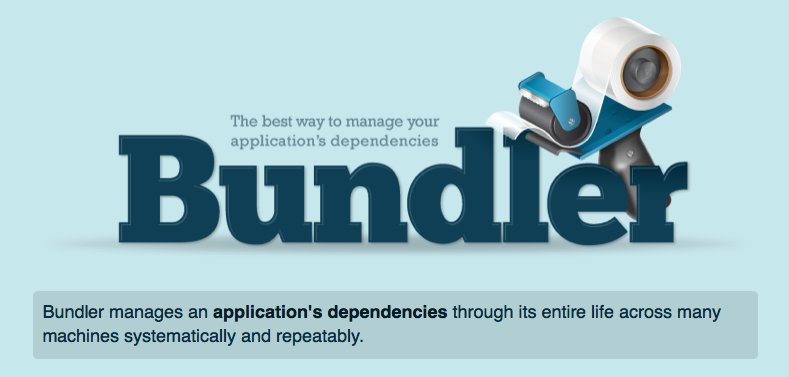 The best way to manage your
application's dependencies
Bundler
Bundler manages an application's dependencies through its entire life across many
machines systematically and repeatably.